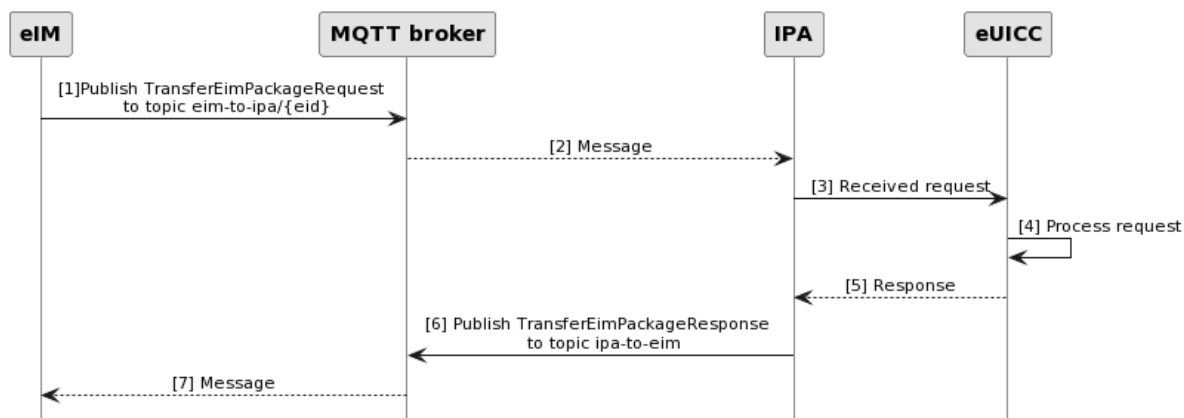 eIM
MQTT broker
IPA
eUICC
[1]Publish TransferEimPackageRequest
to topic eim-to-ipa/{eid}
[2] Message
[3] Received request
[4] Process request
[5] Response
[6] Publish TransferEimPackageResponse
to topic ipa-to-eim
[7] Message